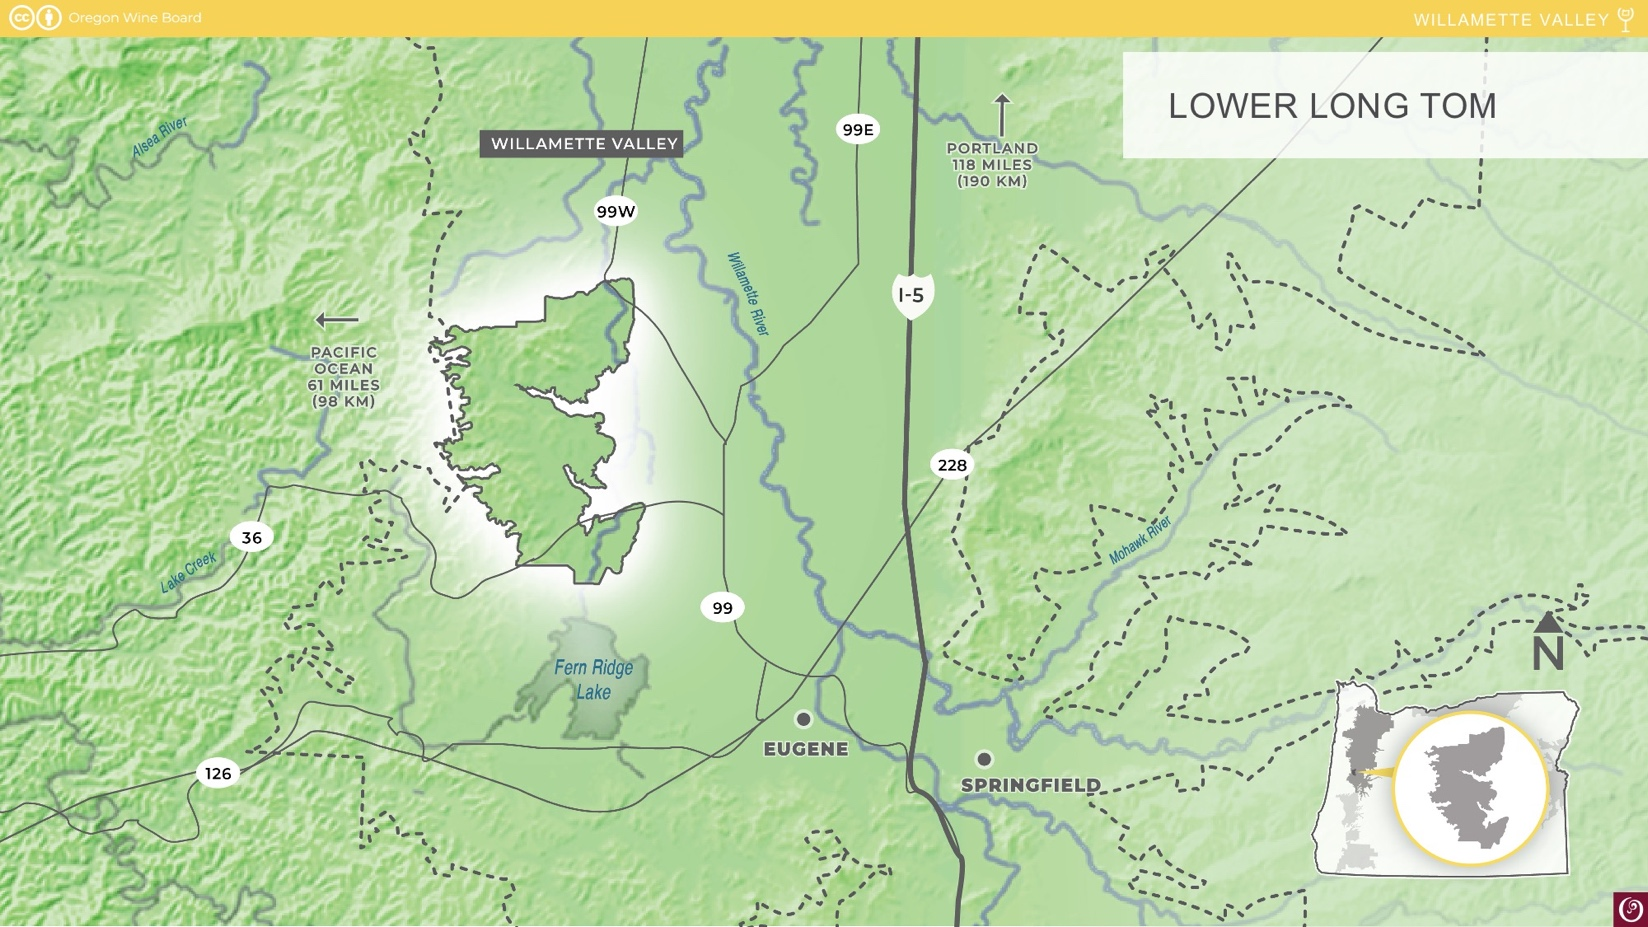 cc Oregon Wine Board
WILLAMETTE VALLEY
LOWER LONG TOM
Alsea River
WILLAMETTE VALLEY
99E
PORTLAND
118 MILES
(190 KM)
99W
Willamette River
I-5
PACIFIC
OCEAN
61 MILES
(98 KM)
228
36
Lake Creek
Mohawk River
99
N
Fern Ridge
Lake
EUGENE
126
SPRINGFIELD